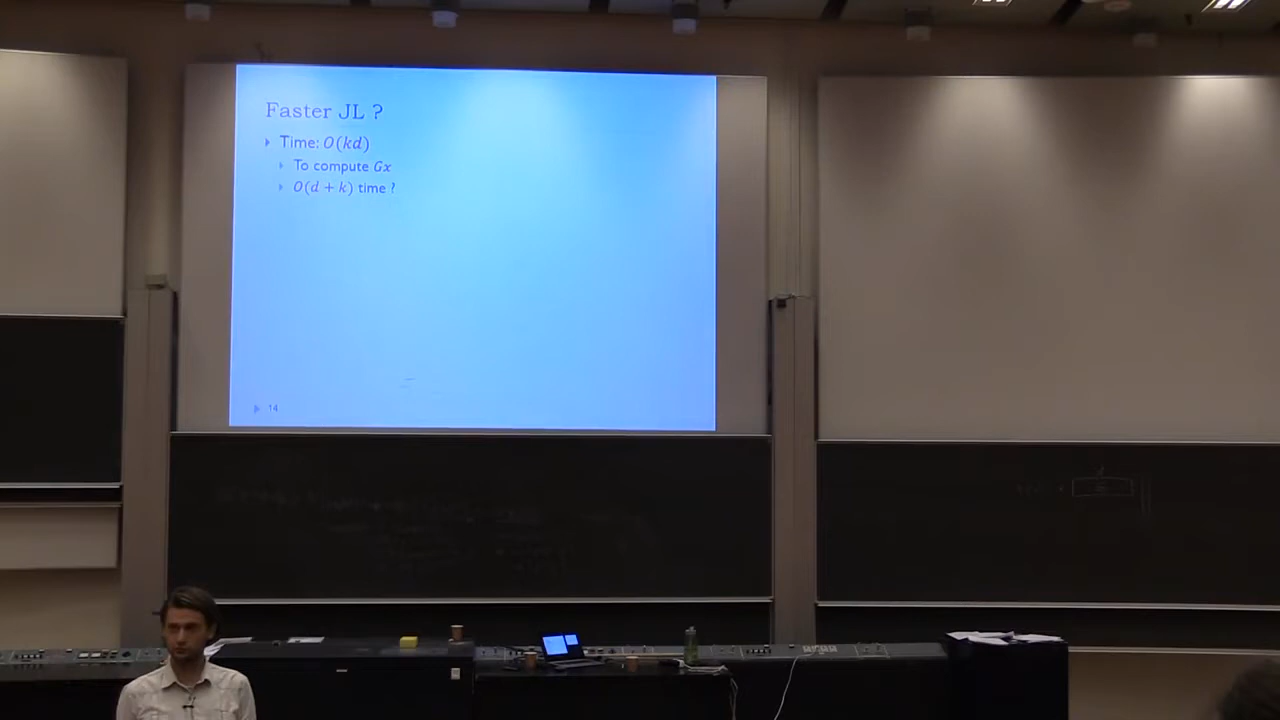 Faster JL ?
Time: O(kd)
To compute Gx
O(d + k) time ?
14